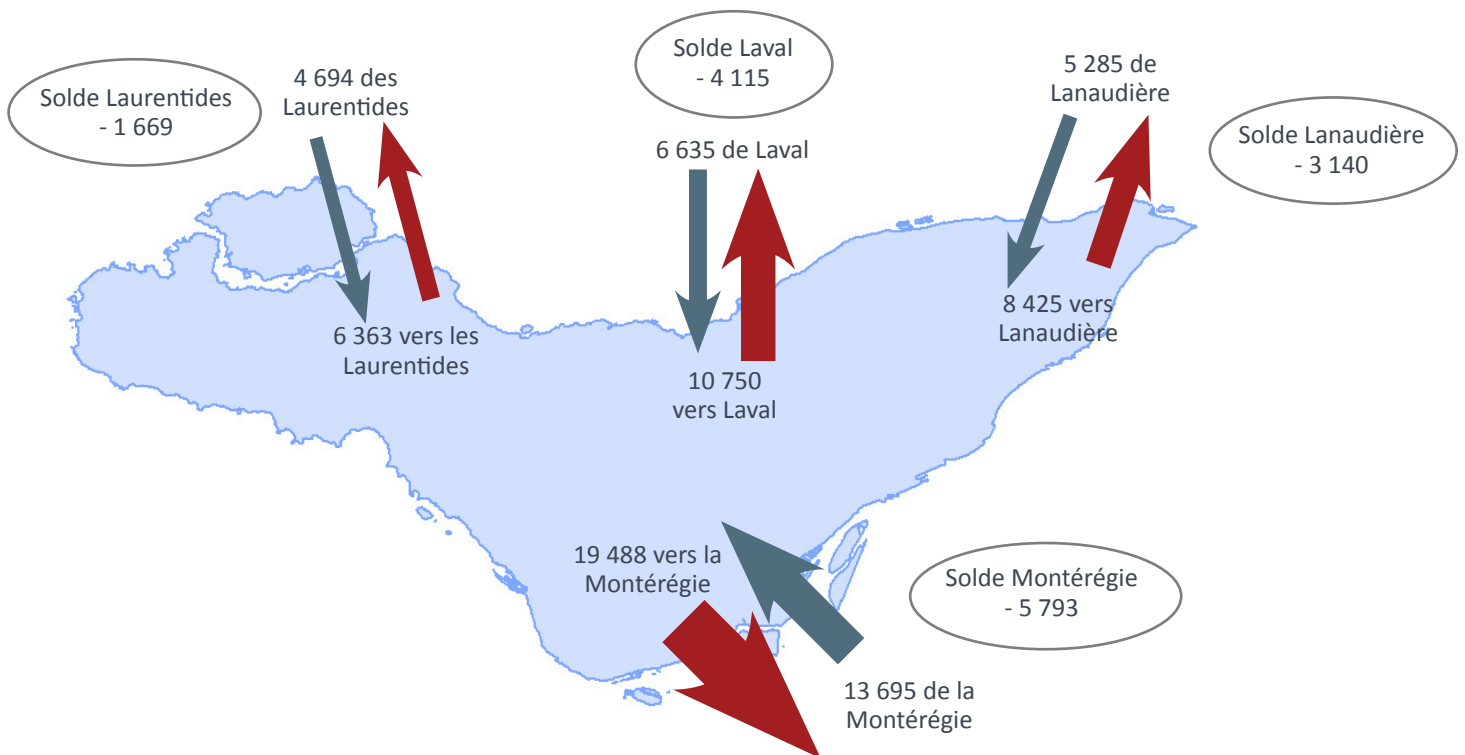 Solde Laurentides
- 1 669
4 694 des
Laurentides
Solde Laval
- 4 115
6 635 de Laval
5 285 de
Lanaudière
Solde Lanaudière
- 3 140
6 363 vers les
Laurentides
10 750
vers Laval
8 425 vers
Lanaudière
19 488 vers la
Montérégie
Solde Montérégie
- 5 793
13 695 de la
Montérégie